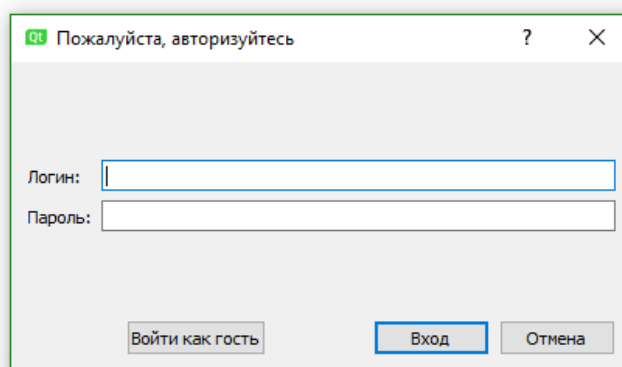 Qt Пожалуйста, авторизуйтесь ?
Логин:
Пароль:
Войти как гость Вход Отмена